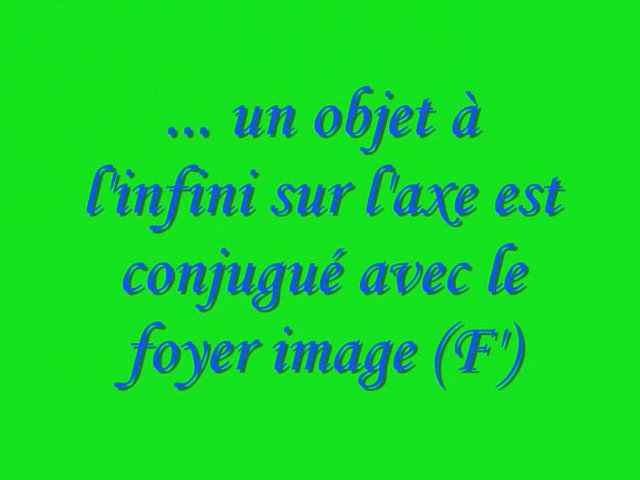 ... un objet à
l'infini sur l'axe est
conjugué avec le
foyer image (F')